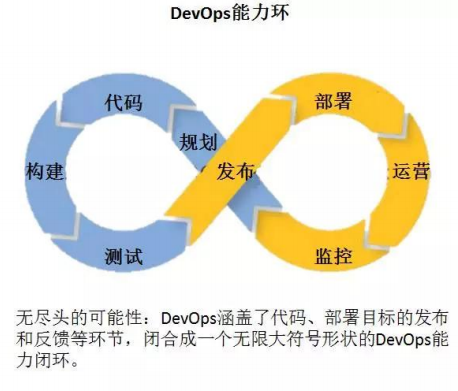 DevOps能力环
代码
部署
规划
构建
发布
运营
测试
监控
无尽头的可能性：DevOps涵盖了代码、部署目标的发布
和反馈等环节，闭合成一个无限大符号形状的DevOps能
力闭环。